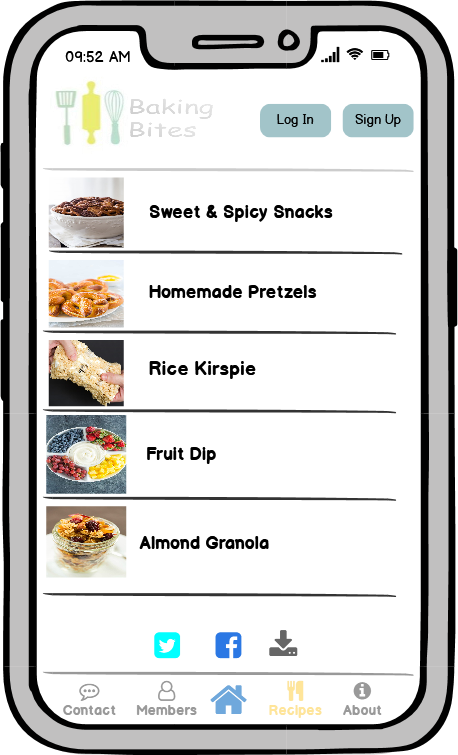 09:52 AM
Baking
Bites
Log In
Sign Up
Sweet & Spicy Snacks
Homemade Pretzels
Rice Kirspie
Fruit Dip
Almond Granola
Contact
Members
Recipes
About